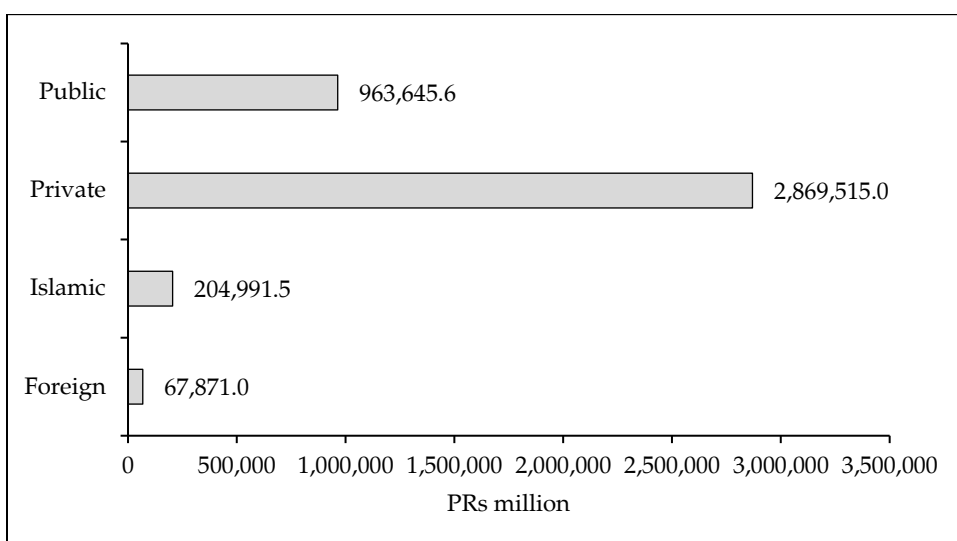 Public 963,645.6
Private 2,869,515.0
Islamic 204,991.5
Foreign 67,871.0
0 500,000 1,000,000 1,500,000 2,000,000 2,500,000 3,000,000 3,500,000
PRs million